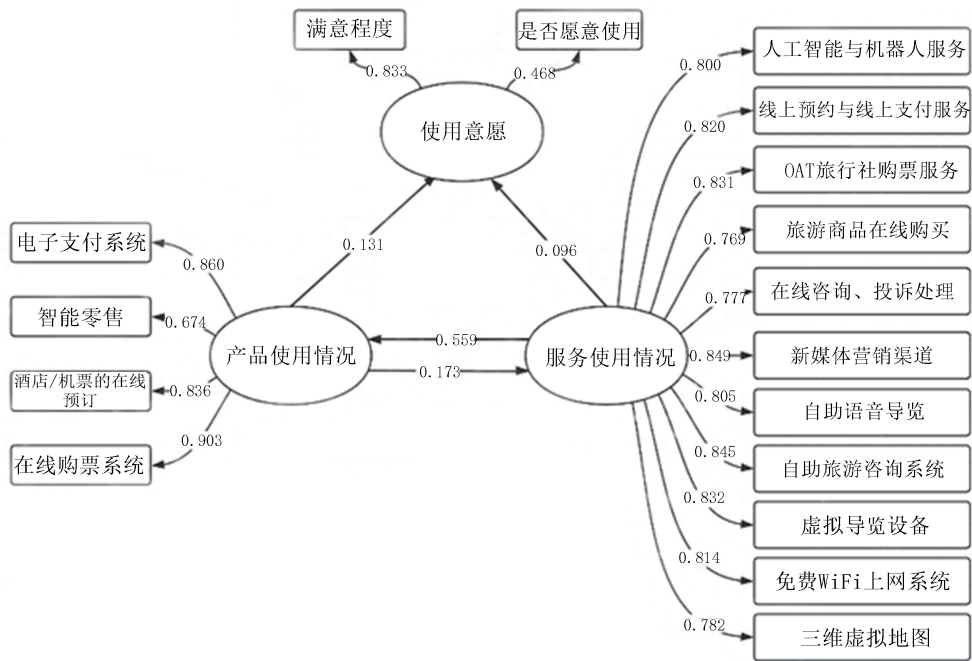 满意程度
是否愿意使用
0.833
0.468
使用意愿
0.131
0.096
电子支付系统
智能零售
酒店/机票的在线
预订
在线购票系统
0.860
0.674
0.836
0.903
产品使用情况
0.559
0.173
服务使用情况
0.800
0.820
0.831
0.769
0.777
0.849
0.805
0.845
0.832
0.814
0.782
人工智能与机器人服务
线上预约与线上支付服务
OAT旅行社购票服务
旅游商品在线购买
在线咨询、投诉处理
新媒体营销渠道
自助语音导览
自助旅游咨询系统
虚拟导览设备
免费WiFi上网系统
三维虚拟地图